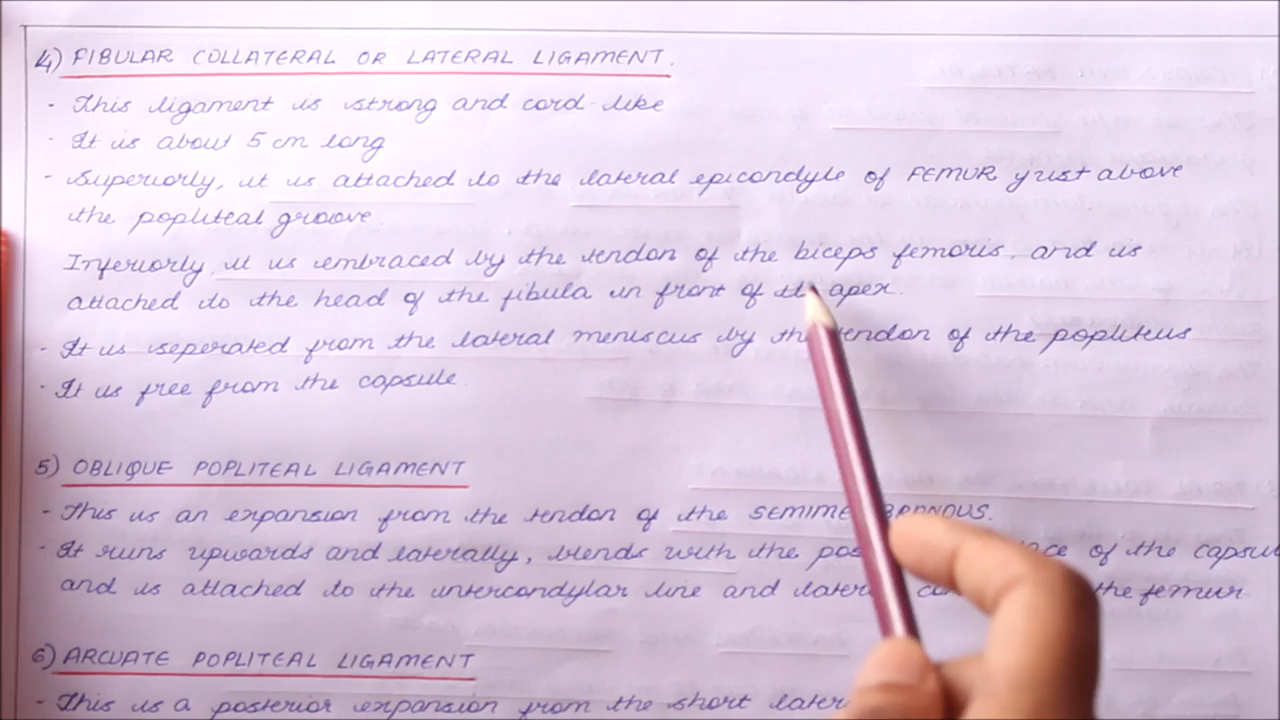 4) FIBULAR COLLATERAL OR LATERAL LIGAMENT.
- This ligament is strong and cord-like
- It is about 5 cm long
- Superiorly, it is attached to the lateral epicondyle of FEMUR just above
the popliteal groove.
Inferiorly, it is embraced by the tendon of the biceps femoris, and is
attached to the head of the fibula in front of its apex.
- It is seperated from the lateral meniscus by the tendon of the popliteus
- It is free from the capsule.
5) OBLIQUE POPLITEAL LIGAMENT
- This is an expansion from the tendon of the SEMIMEMBRANOUS.
- It runs upwards and laterally, blends with the of the
and is attached to the intercondylar line and the femur
6) ARCUATE POPLITEAL LIGAMENT
- This is a posterior expansion from the short